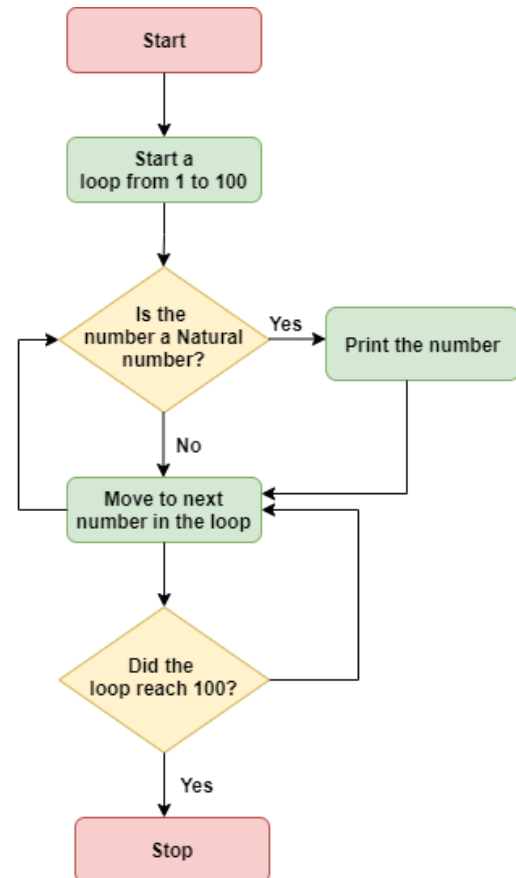 Start
Start a
loop from 1 to 100
Is the
number a Natural
number?
Yes
Print the number
No
Move to next
number in the loop
Did the
loop reach 100?
Yes
Stop